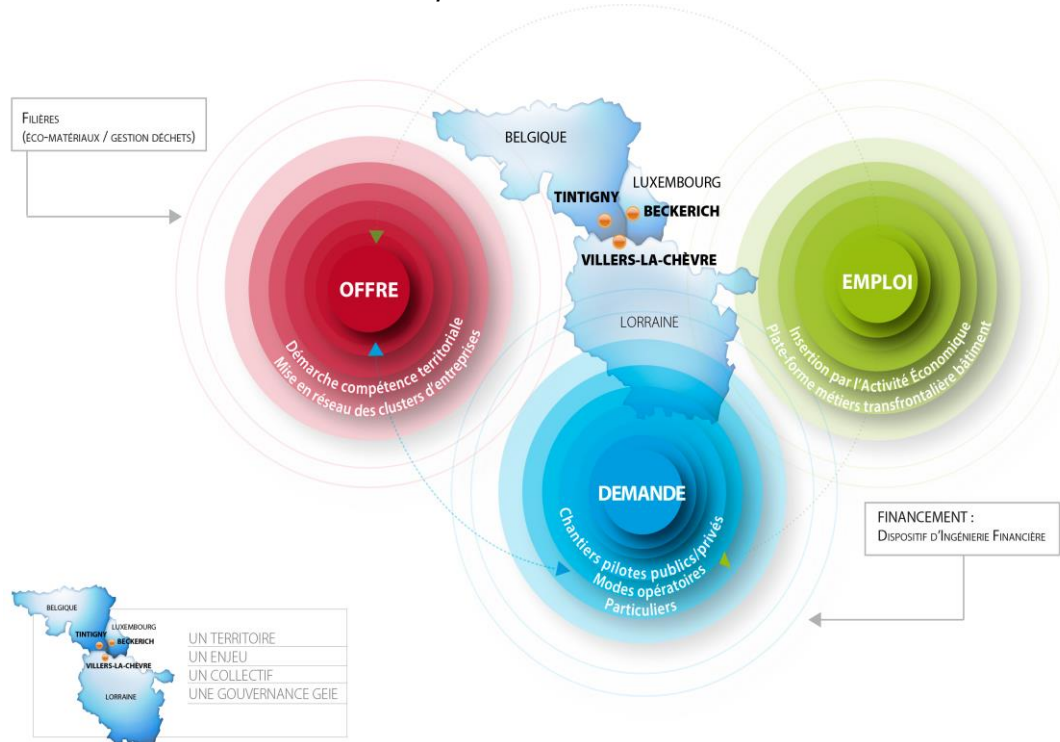 FILIÈRES
(ÉCO-MATÉRIAUX / GESTION DÉCHETS)
BELGIQUE
LUXEMBOURG
TINTIGNY
BECKERICH
VILLERS-LA-CHÈVRE
LORRAINE
OFFRE
Démarche compétence territoriale
Mise en réseau des clusters d'entreprises
EMPLOI
Insertion par l'Activité Économique
Plate-forme métiers transfrontalière bâtiment
DEMANDE
Chantiers pilotes publics/privés
Modes opératoires
Particuliers
FINANCEMENT :
DISPOSITIF D'INGÉNIERIE FINANCIÈRE
BELGIQUE
LUXEMBOURG
TINTIGNY
BECKERICH
VILLERS-LA-CHÈVRE
LORRAINE
UN TERRITOIRE
UN ENJEU
UN COLLECTIF
UNE GOUVERNANCE GEIE